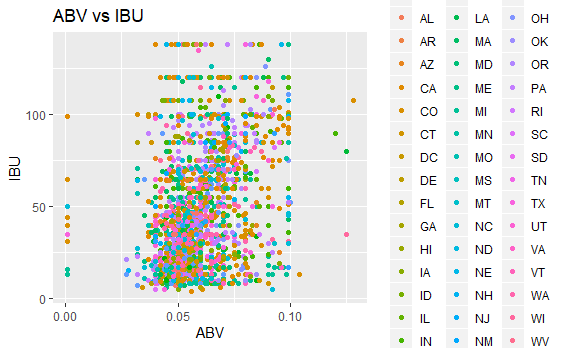 ABV vs IBU
IBU
100
50
0
0.00 0.05 0.10
ABV
AL LA OH
AR MA OK
AZ MD OR
CA ME PA
CO MI RI
CT MN SC
DC MO SD
DE MS TN
FL MT TX
GA NC UT
HI ND VA
IA NE VT
ID NH WA
IL NJ WI
IN NM WV